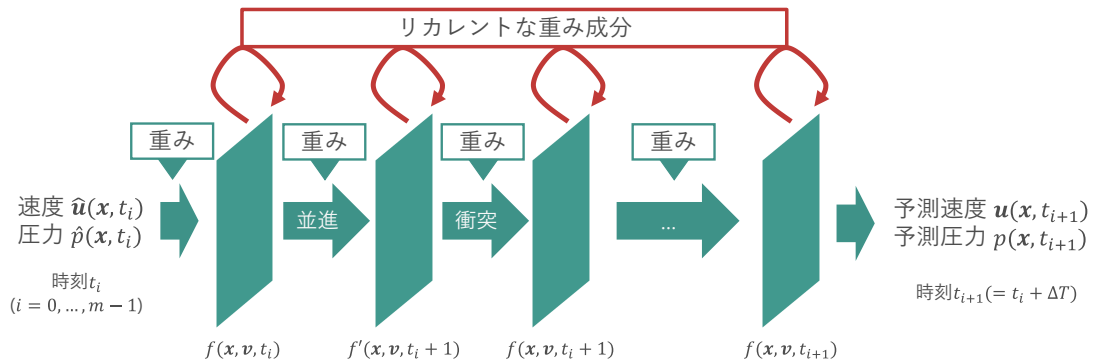 リカレントな重み成分
重み
重み
重み
重み
速度 û(x, tᵢ)
圧力 p̂(x, tᵢ)
並進
衝突
...
予測速度 u(x, tᵢ₊₁)
予測圧力 p(x, tᵢ₊₁)
時刻tᵢ
(i = 0, ..., m − 1)
時刻tᵢ₊₁(= tᵢ + ΔT)
f(x, v, tᵢ)
f′(x, v, tᵢ + 1)
f(x, v, tᵢ + 1)
f(x, v, tᵢ₊₁)